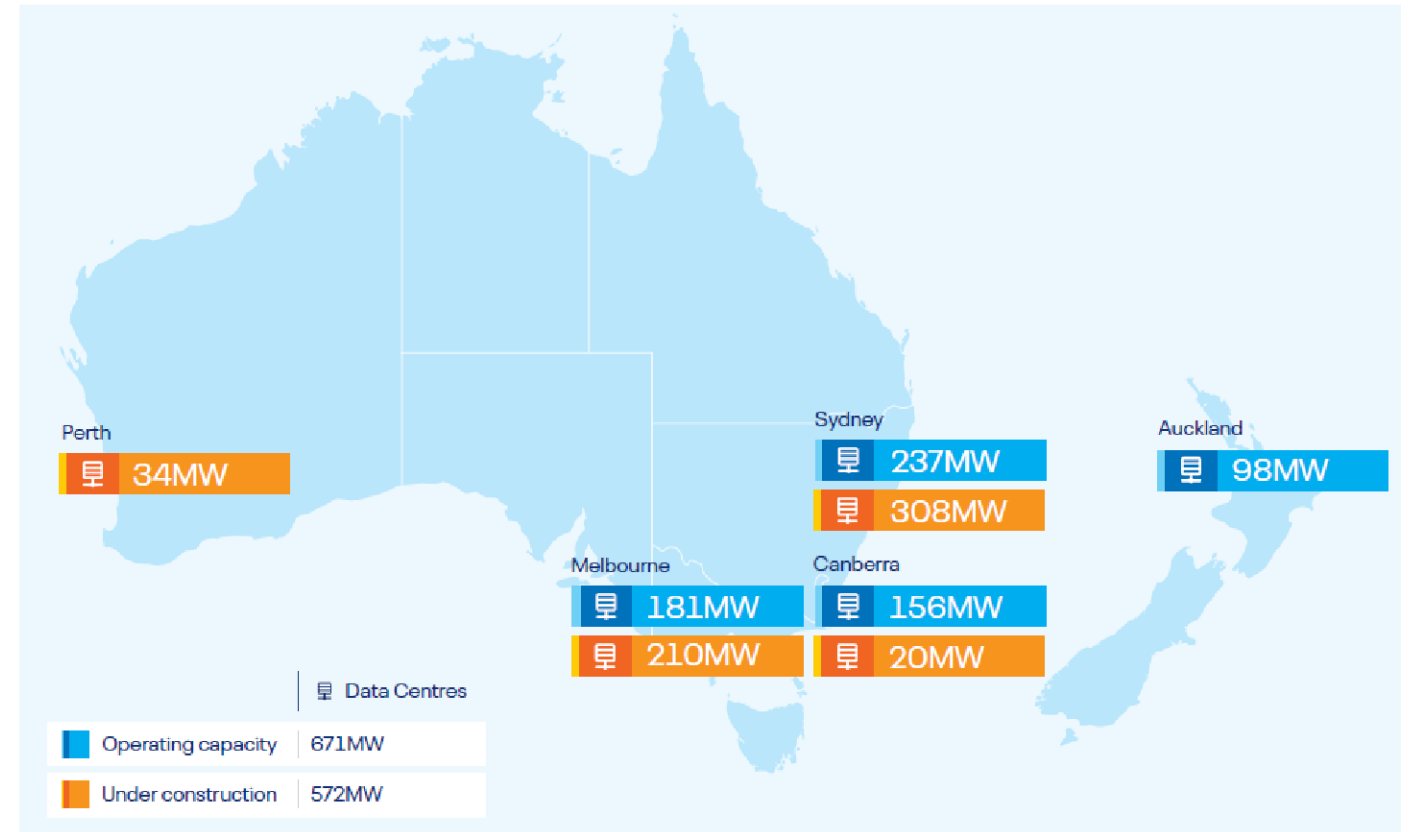 Perth
34MW
Sydney
237MW
308MW
Auckland
98MW
Melbourne
181MW
210MW
Canberra
156MW
20MW
Data Centres
Operating capacity 671MW
Under construction 572MW